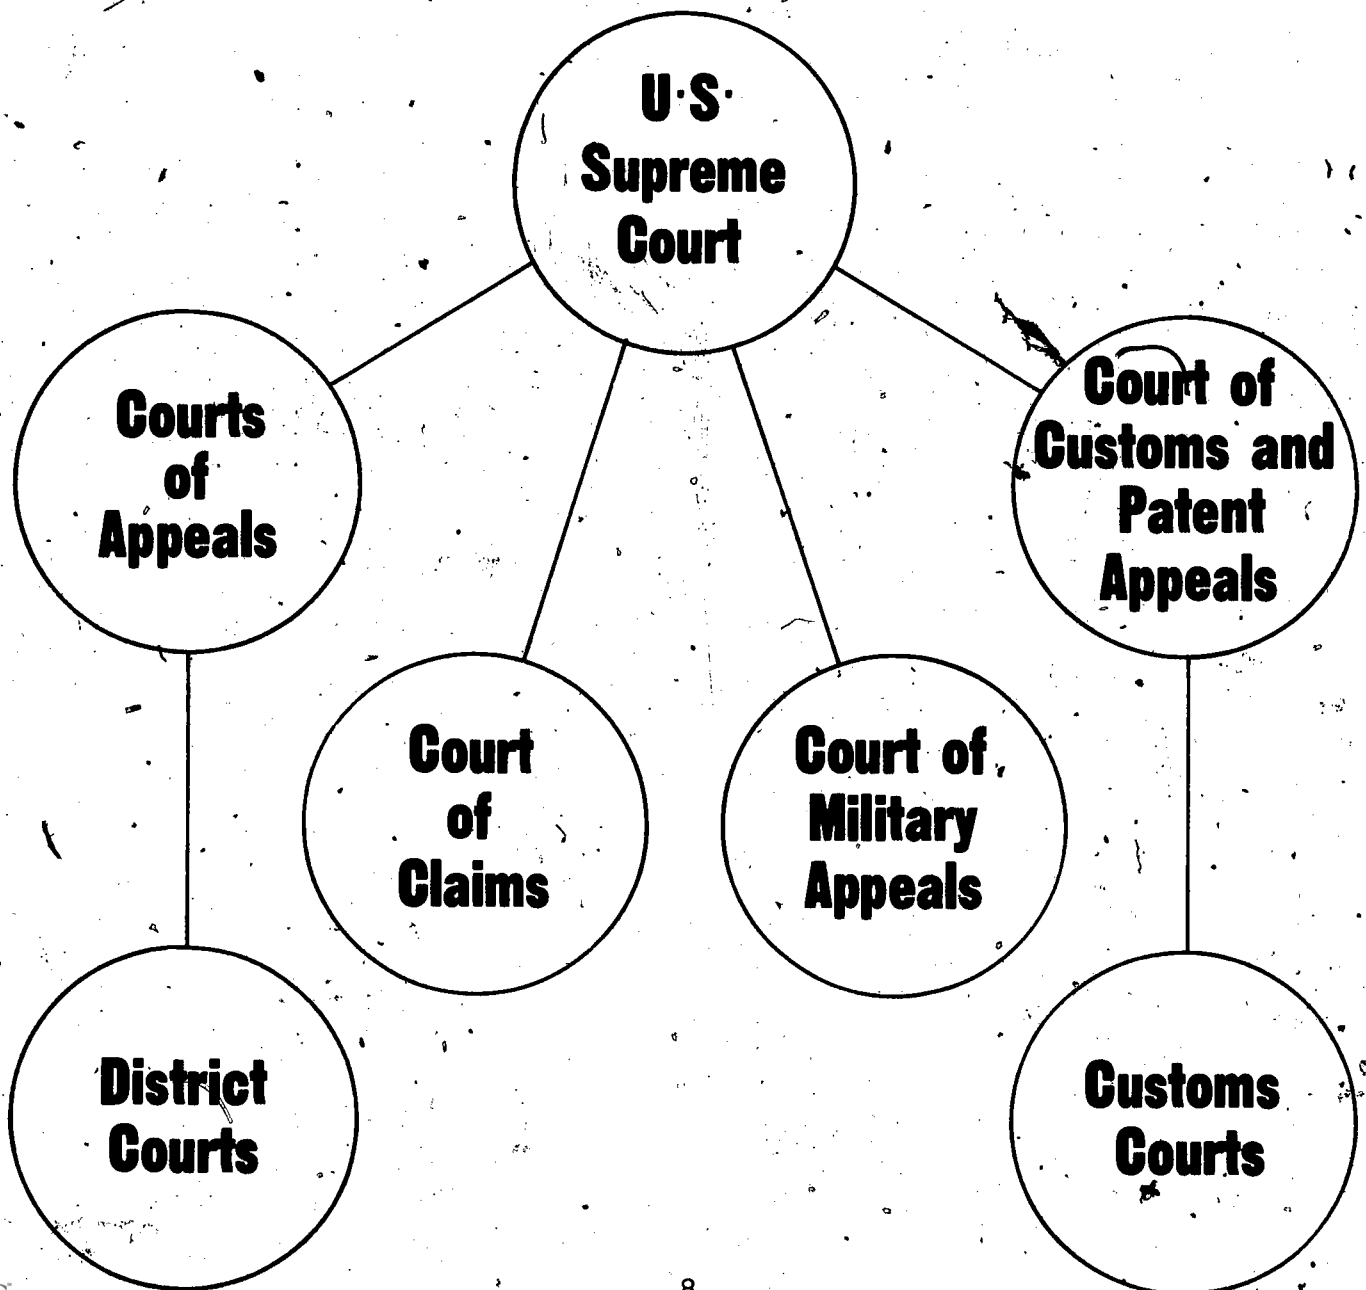 U.S.
Supreme
Court
Courts
of
Appeals
Court of
Customs and
Patent
Appeals
Court
of
Claims
Court of
Military
Appeals
District
Courts
Customs
Courts
8